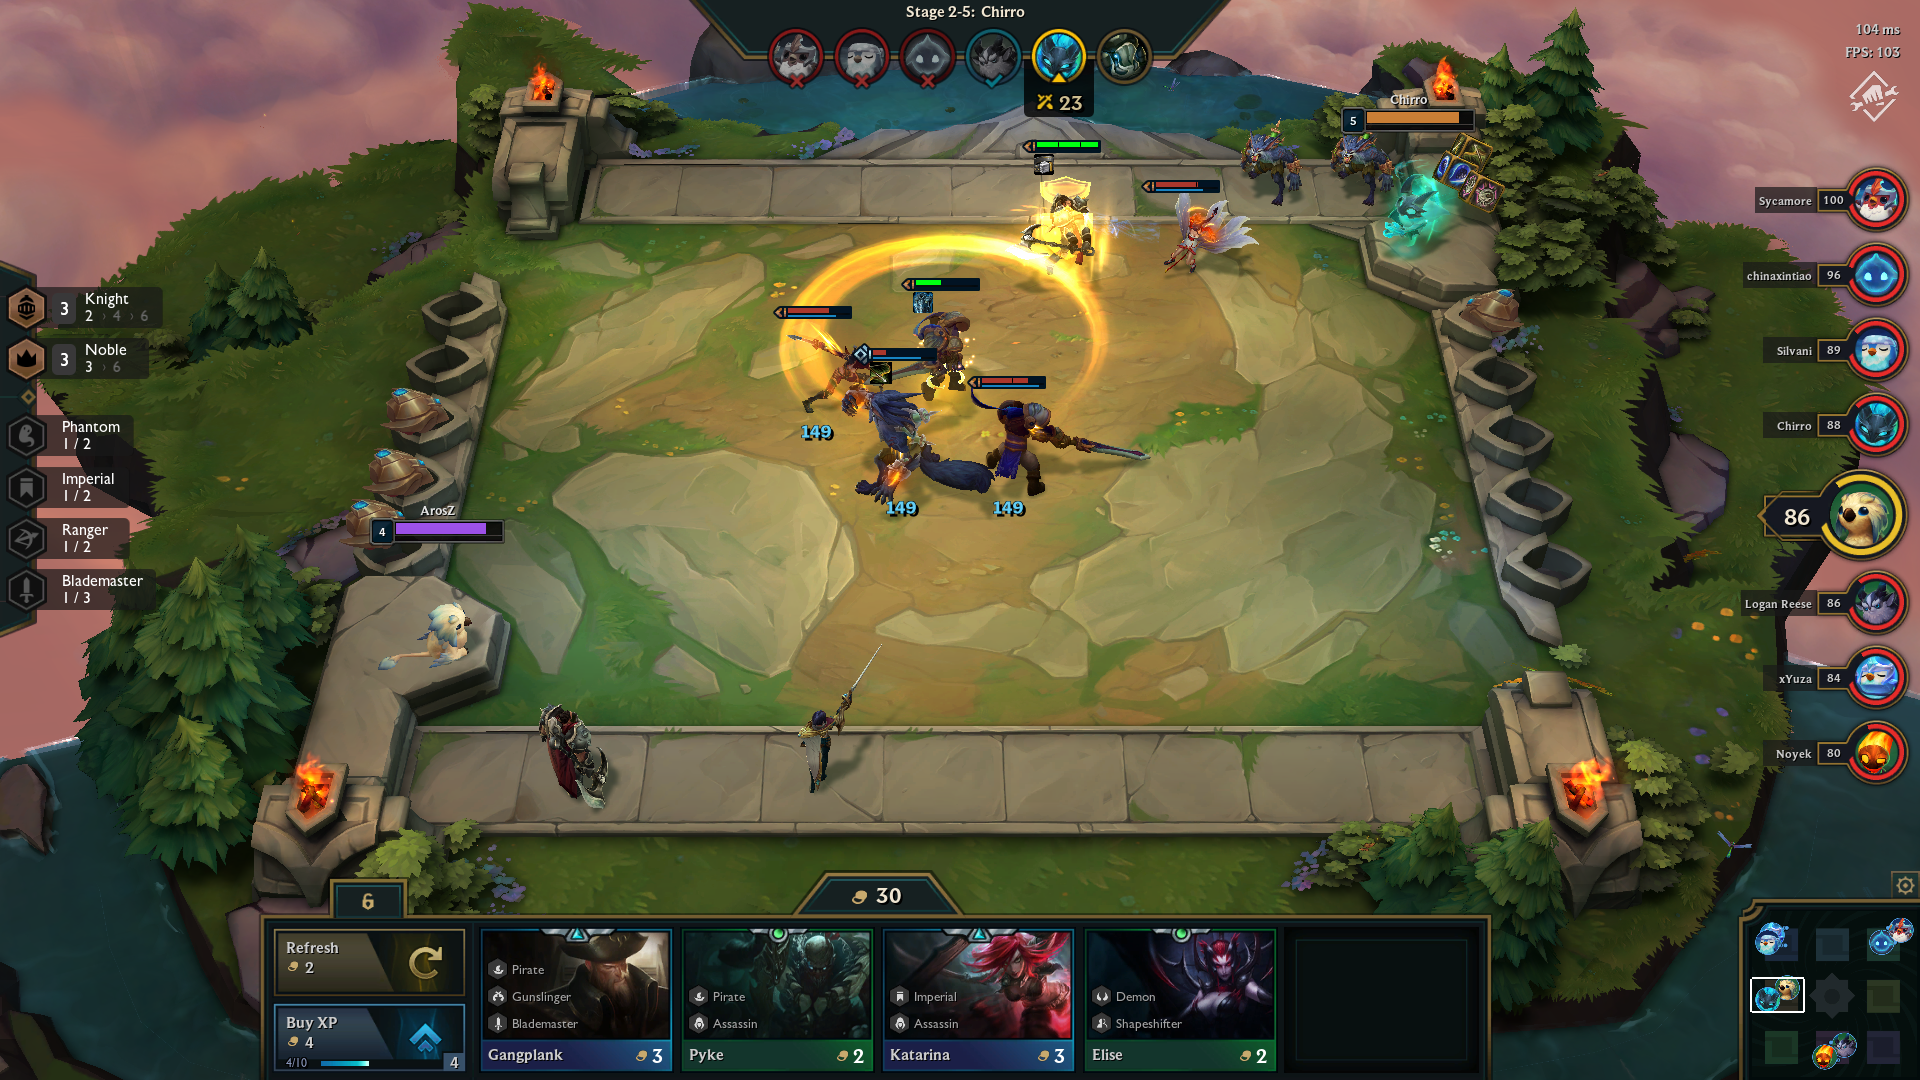 Stage 2-5: Chirro
104 ms
FPS: 103
23
Chirro
5
Sycamore 100
chinaxintiao 96
3 Knight
2 › 4 › 6
Silvani 89
3 Noble
3 › 6
Chirro 88
Phantom
1 / 2
149
Imperial
1 / 2
149
149
ArosZ
4
86
Ranger
1 / 2
Blademaster
1 / 3
Logan Reese 86
xYuza 84
Noyek 80
6
30
Refresh
2
Buy XP
4
4/10
4
Pirate
Gunslinger
Blademaster
Gangplank 3
Pirate
Assassin
Pyke 2
Imperial
Assassin
Katarina 3
Demon
Shapeshifter
Elise 2